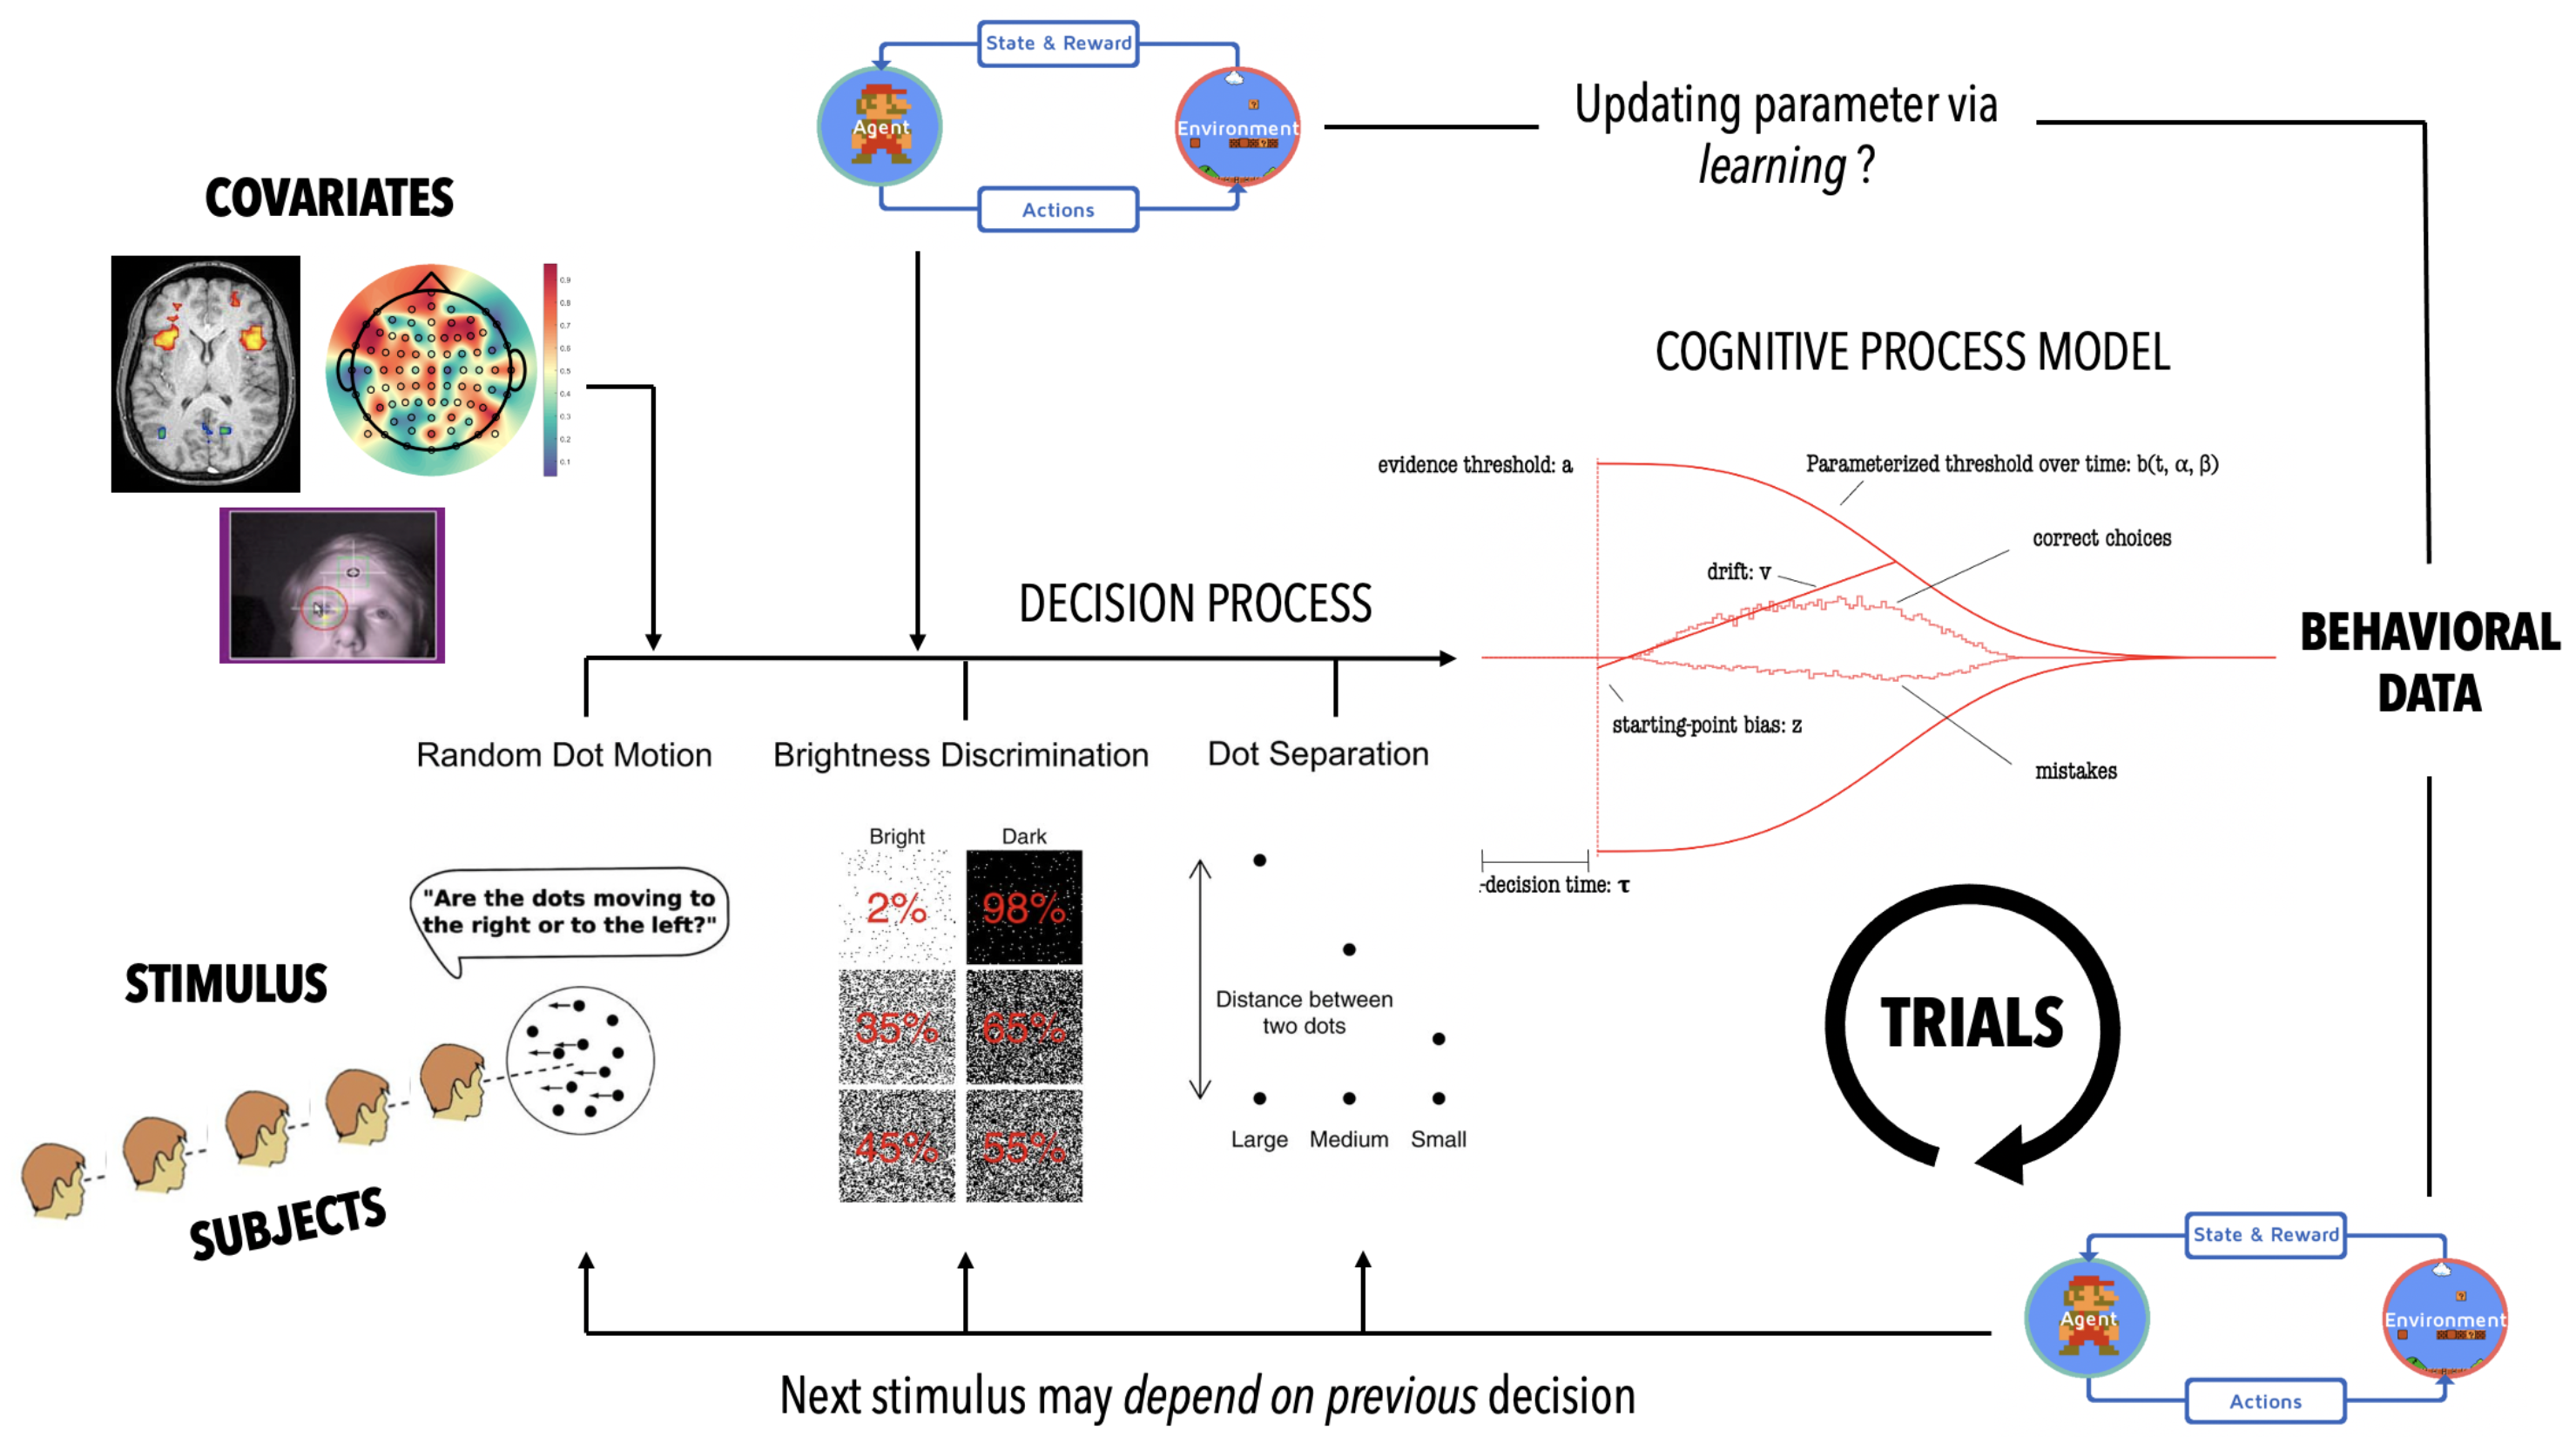 State & Reward
Agent
Environment
Actions
Updating parameter via
learning ?
COVARIATES
0.9
0.8
0.7
0.6
0.5
0.4
0.3
0.2
0.1
COGNITIVE PROCESS MODEL
evidence threshold: a
Parameterized threshold over time: b(t, α, β)
correct choices
drift: v
DECISION PROCESS
BEHAVIORAL
DATA
starting-point bias: z
mistakes
-decision time: τ
Random Dot Motion
Brightness Discrimination
Dot Separation
Bright
Dark
2%
98%
35%
65%
45%
55%
"Are the dots moving to
the right or to the left?"
STIMULUS
SUBJECTS
Distance between
two dots
Large
Medium
Small
TRIALS
State & Reward
Agent
Environment
Actions
Next stimulus may depend on previous decision